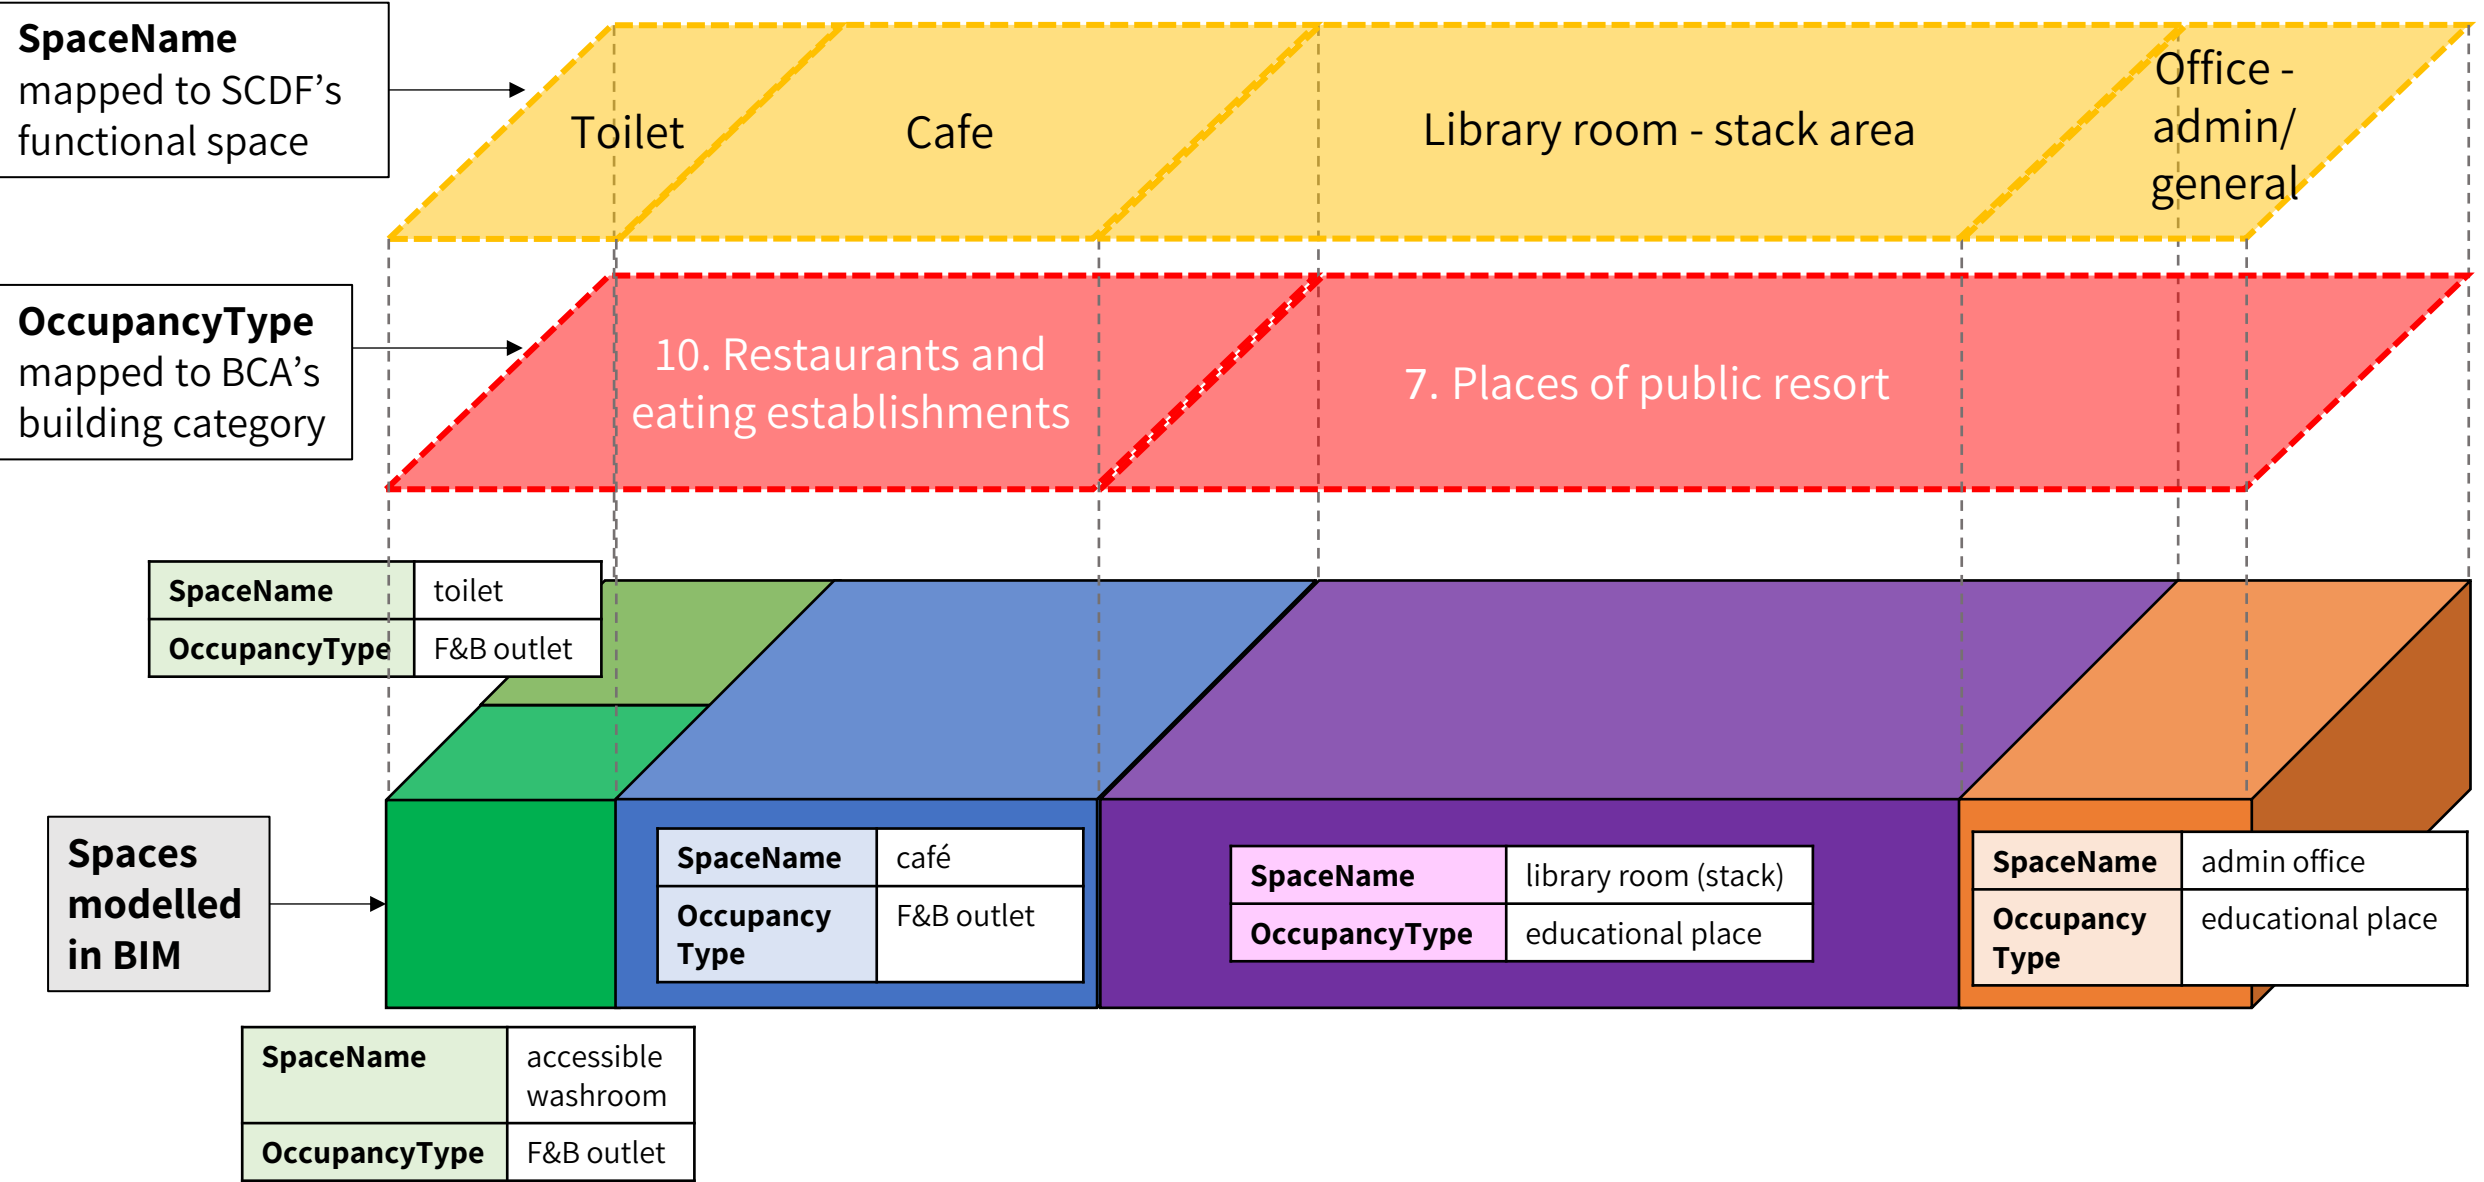 SpaceName
mapped to SCDF’s
functional space
Toilet
Cafe
Library room - stack area
Office -
admin/
general
OccupancyType
mapped to BCA’s
building category
10. Restaurants and
eating establishments
7. Places of public resort
SpaceName toilet
OccupancyType F&B outlet
Spaces
modelled
in BIM
SpaceName café
Occupancy F&B outlet
Type
SpaceName library room (stack)
OccupancyType educational place
SpaceName admin office
Occupancy educational place
Type
SpaceName accessible
washroom
OccupancyType F&B outlet